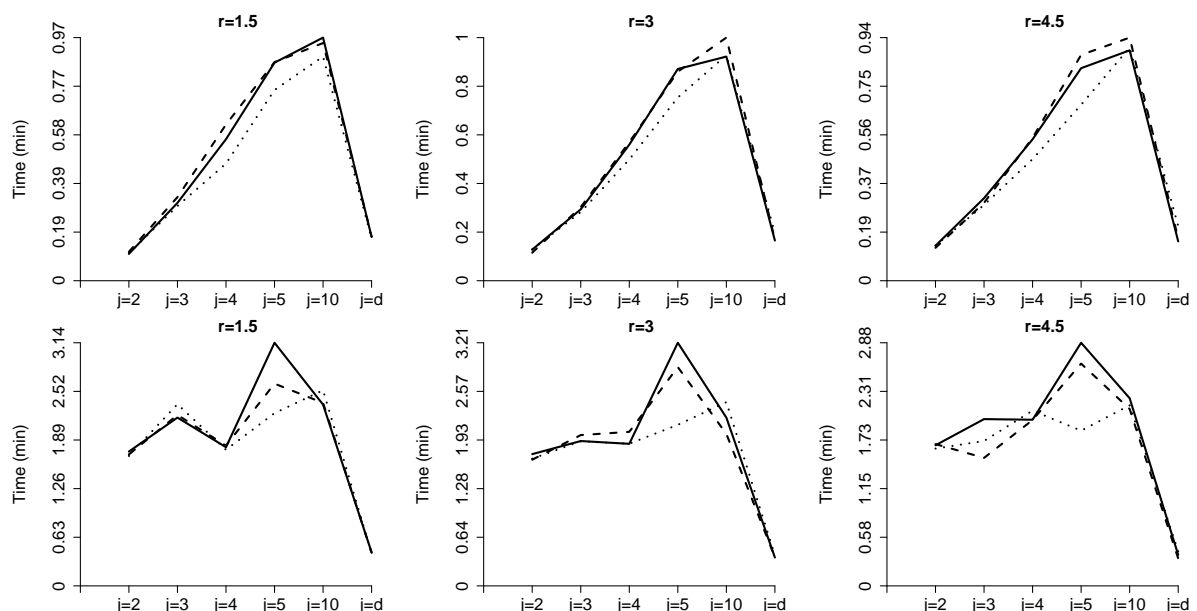 r=1.5
Time (min)
0.97
0.77
0.58
0.39
0.19
0
j=2 j=3 j=4 j=5 j=10 j=d
r=3
Time (min)
1
0.8
0.6
0.4
0.2
0
j=2 j=3 j=4 j=5 j=10 j=d
r=4.5
Time (min)
0.94
0.75
0.56
0.37
0.19
0
j=2 j=3 j=4 j=5 j=10 j=d
r=1.5
Time (min)
3.14
2.52
1.89
1.26
0.63
0
j=2 j=3 j=4 j=5 j=10 j=d
r=3
Time (min)
3.21
2.57
1.93
1.28
0.64
0
j=2 j=3 j=4 j=5 j=10 j=d
r=4.5
Time (min)
2.88
2.31
1.73
1.15
0.58
0
j=2 j=3 j=4 j=5 j=10 j=d